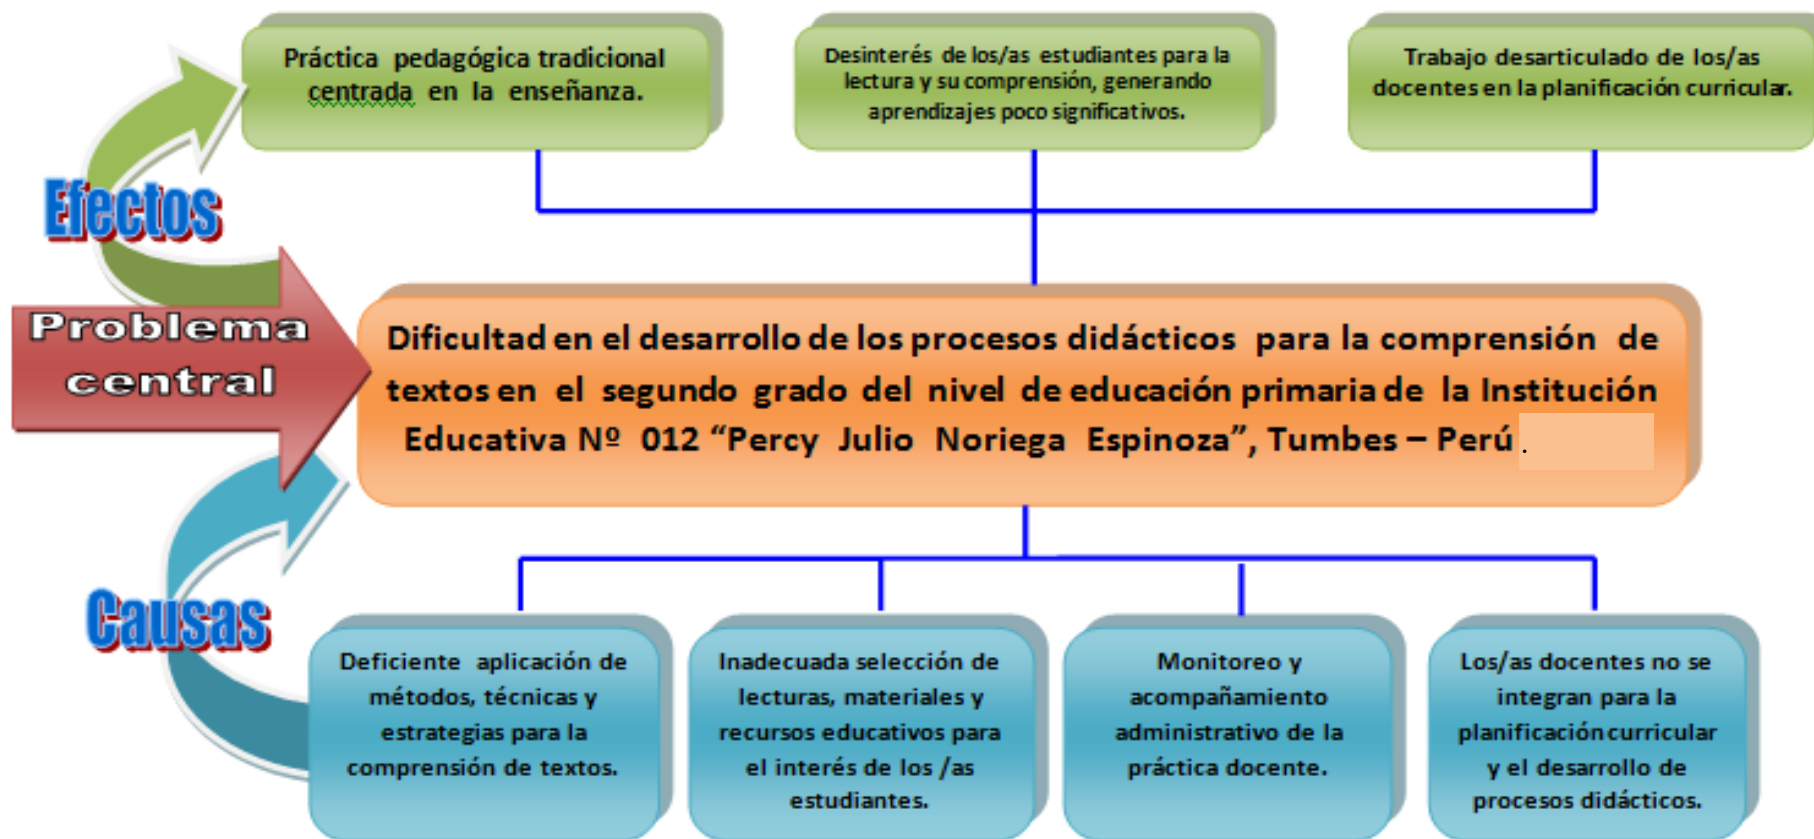 Práctica pedagógica tradicional
centrada en la enseñanza.
Desinterés de los/as estudiantes para la
lectura y su comprensión, generando
aprendizajes poco significativos.
Trabajo desarticulado de los/as
docentes en la planificación curricular.
Efectos
Problema
central
Dificultad en el desarrollo de los procesos didácticos para la comprensión de
textos en el segundo grado del nivel de educación primaria de la Institución
Educativa Nº 012 “Percy Julio Noriega Espinoza”, Tumbes – Perú .
Causas
Deficiente aplicación de
métodos, técnicas y
estrategias para la
comprensión de textos.
Inadecuada selección de
lecturas, materiales y
recursos educativos para
el interés de los /as
estudiantes.
Monitoreo y
acompañamiento
administrativo de la
práctica docente.
Los/as docentes no se
integran para la
planificación curricular
y el desarrollo de
procesos didácticos.